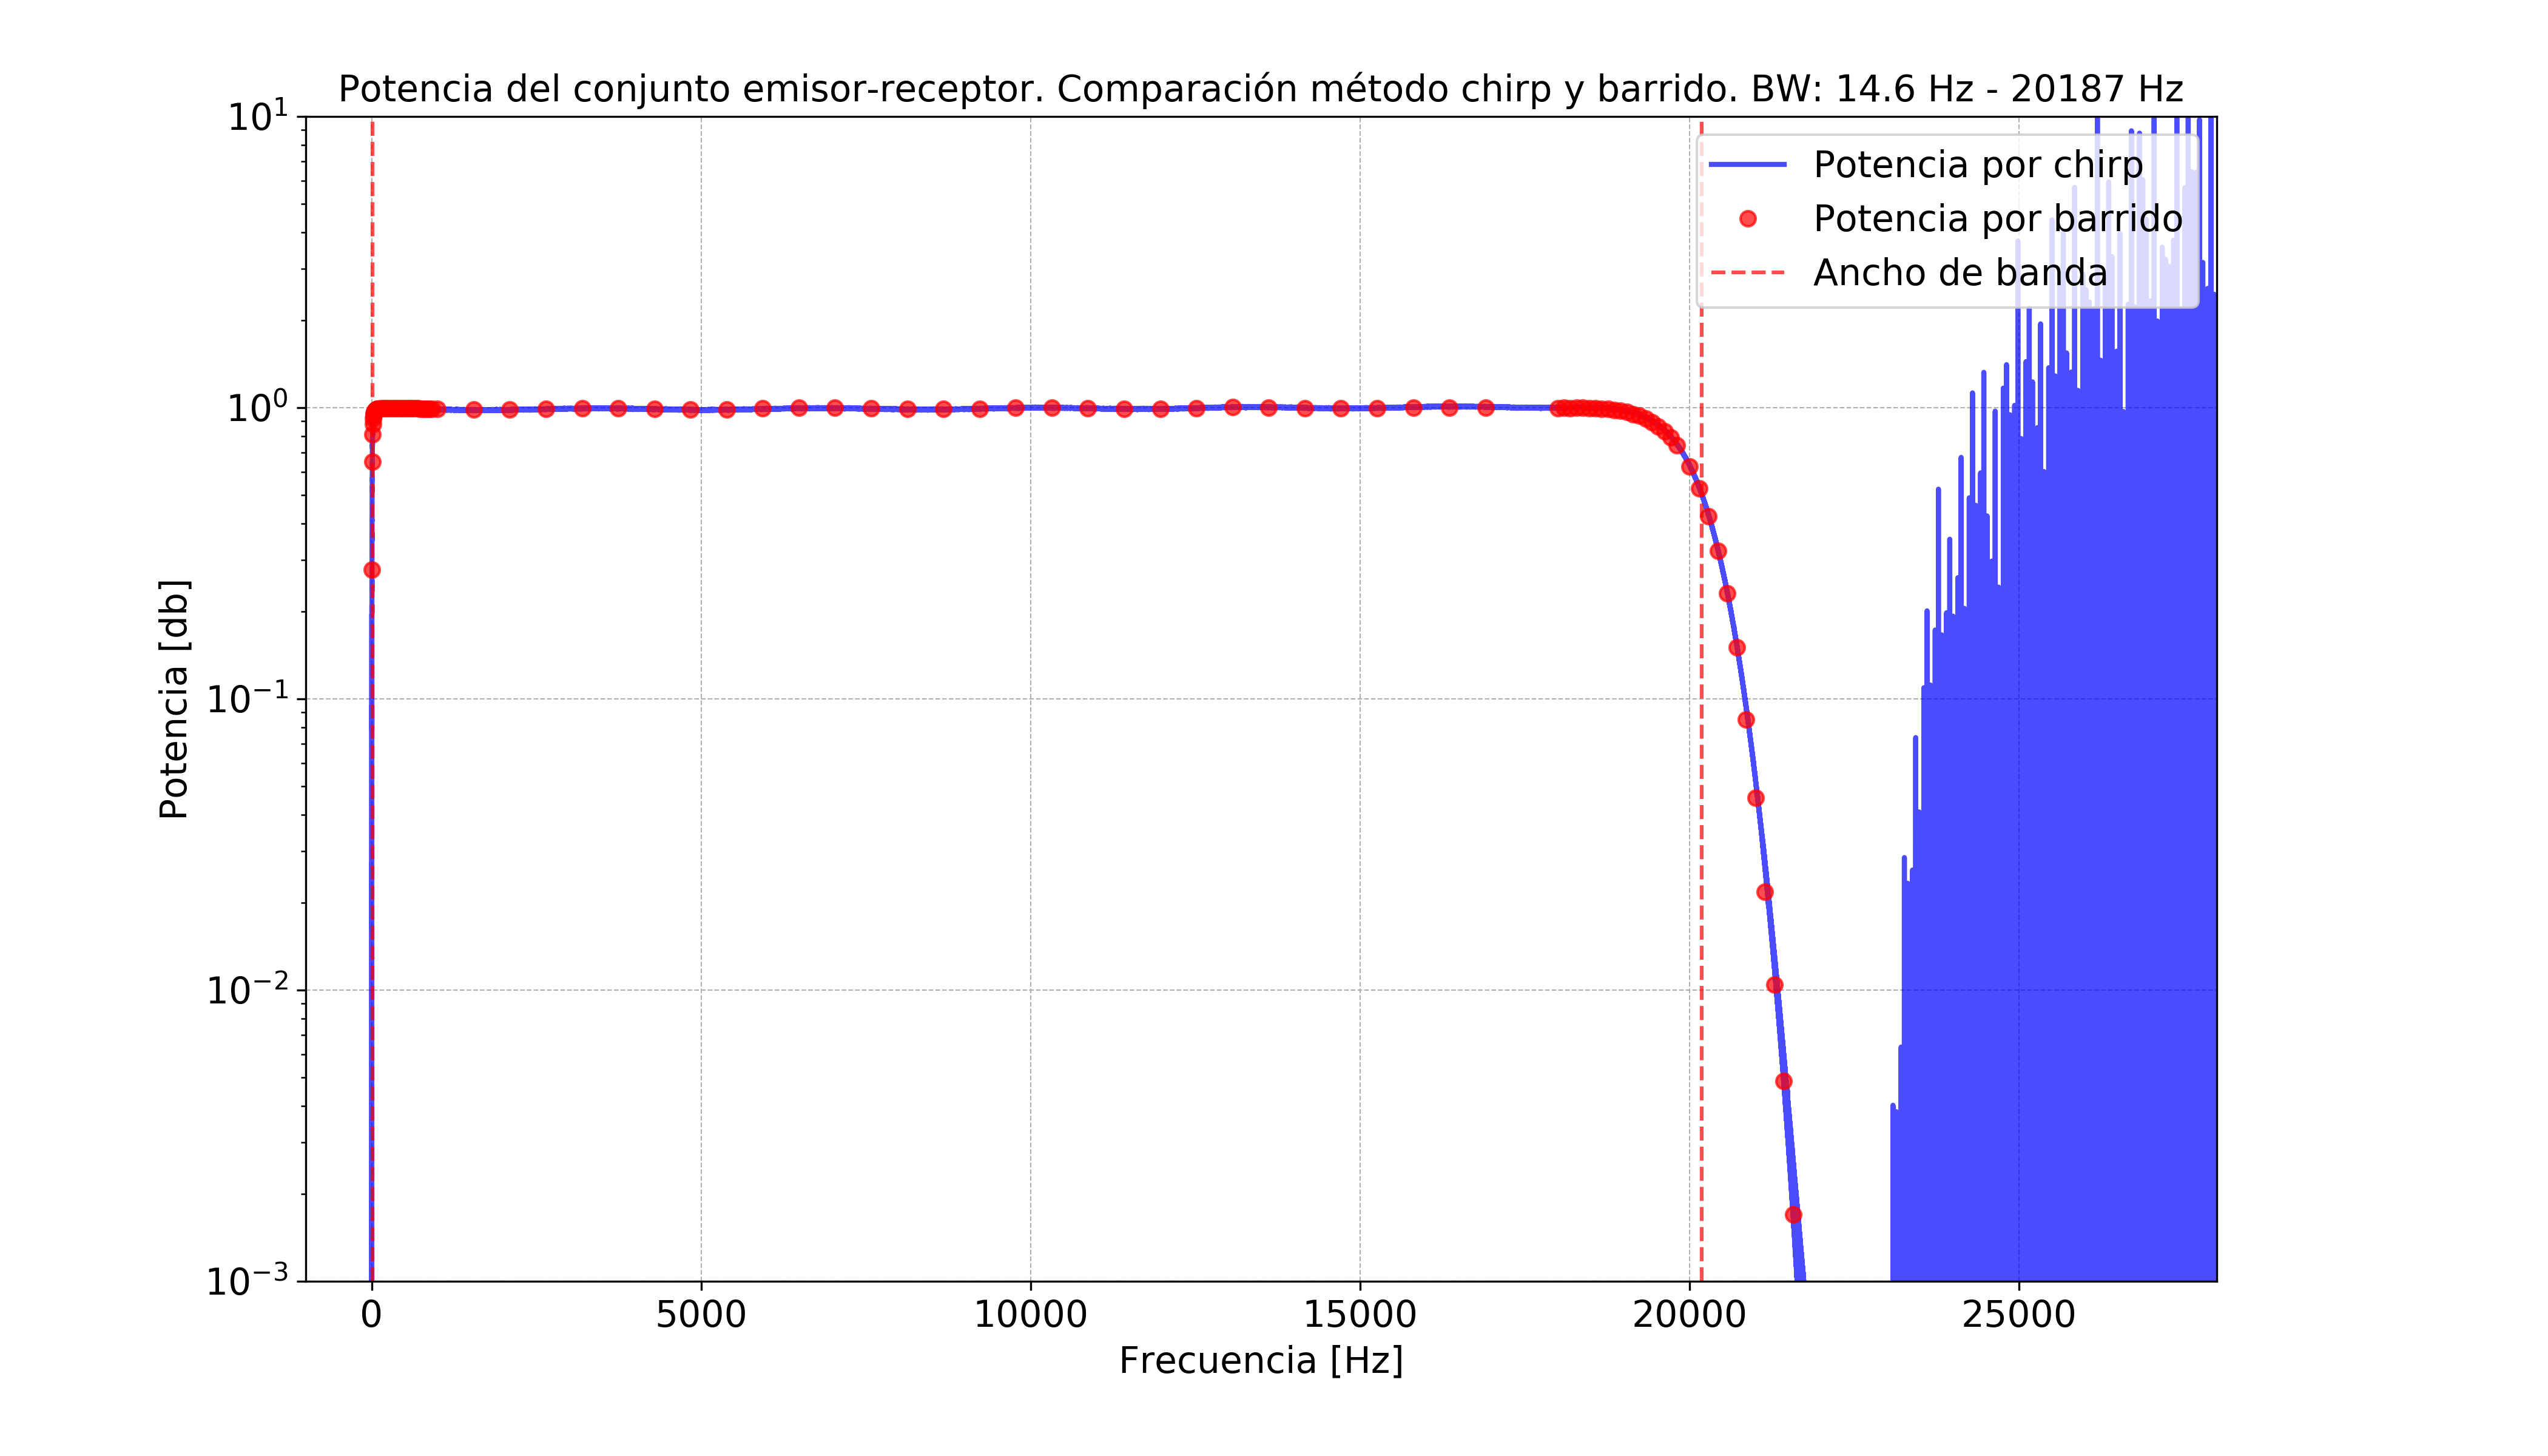 Potencia del conjunto emisor-receptor. Comparación método chirp y barrido. BW: 14.6 Hz - 20187 Hz
10¹
10⁰
10⁻¹
10⁻²
10⁻³
Potencia [db]
Potencia por chirp
Potencia por barrido
Ancho de banda
0 5000 10000 15000 20000 25000
Frecuencia [Hz]